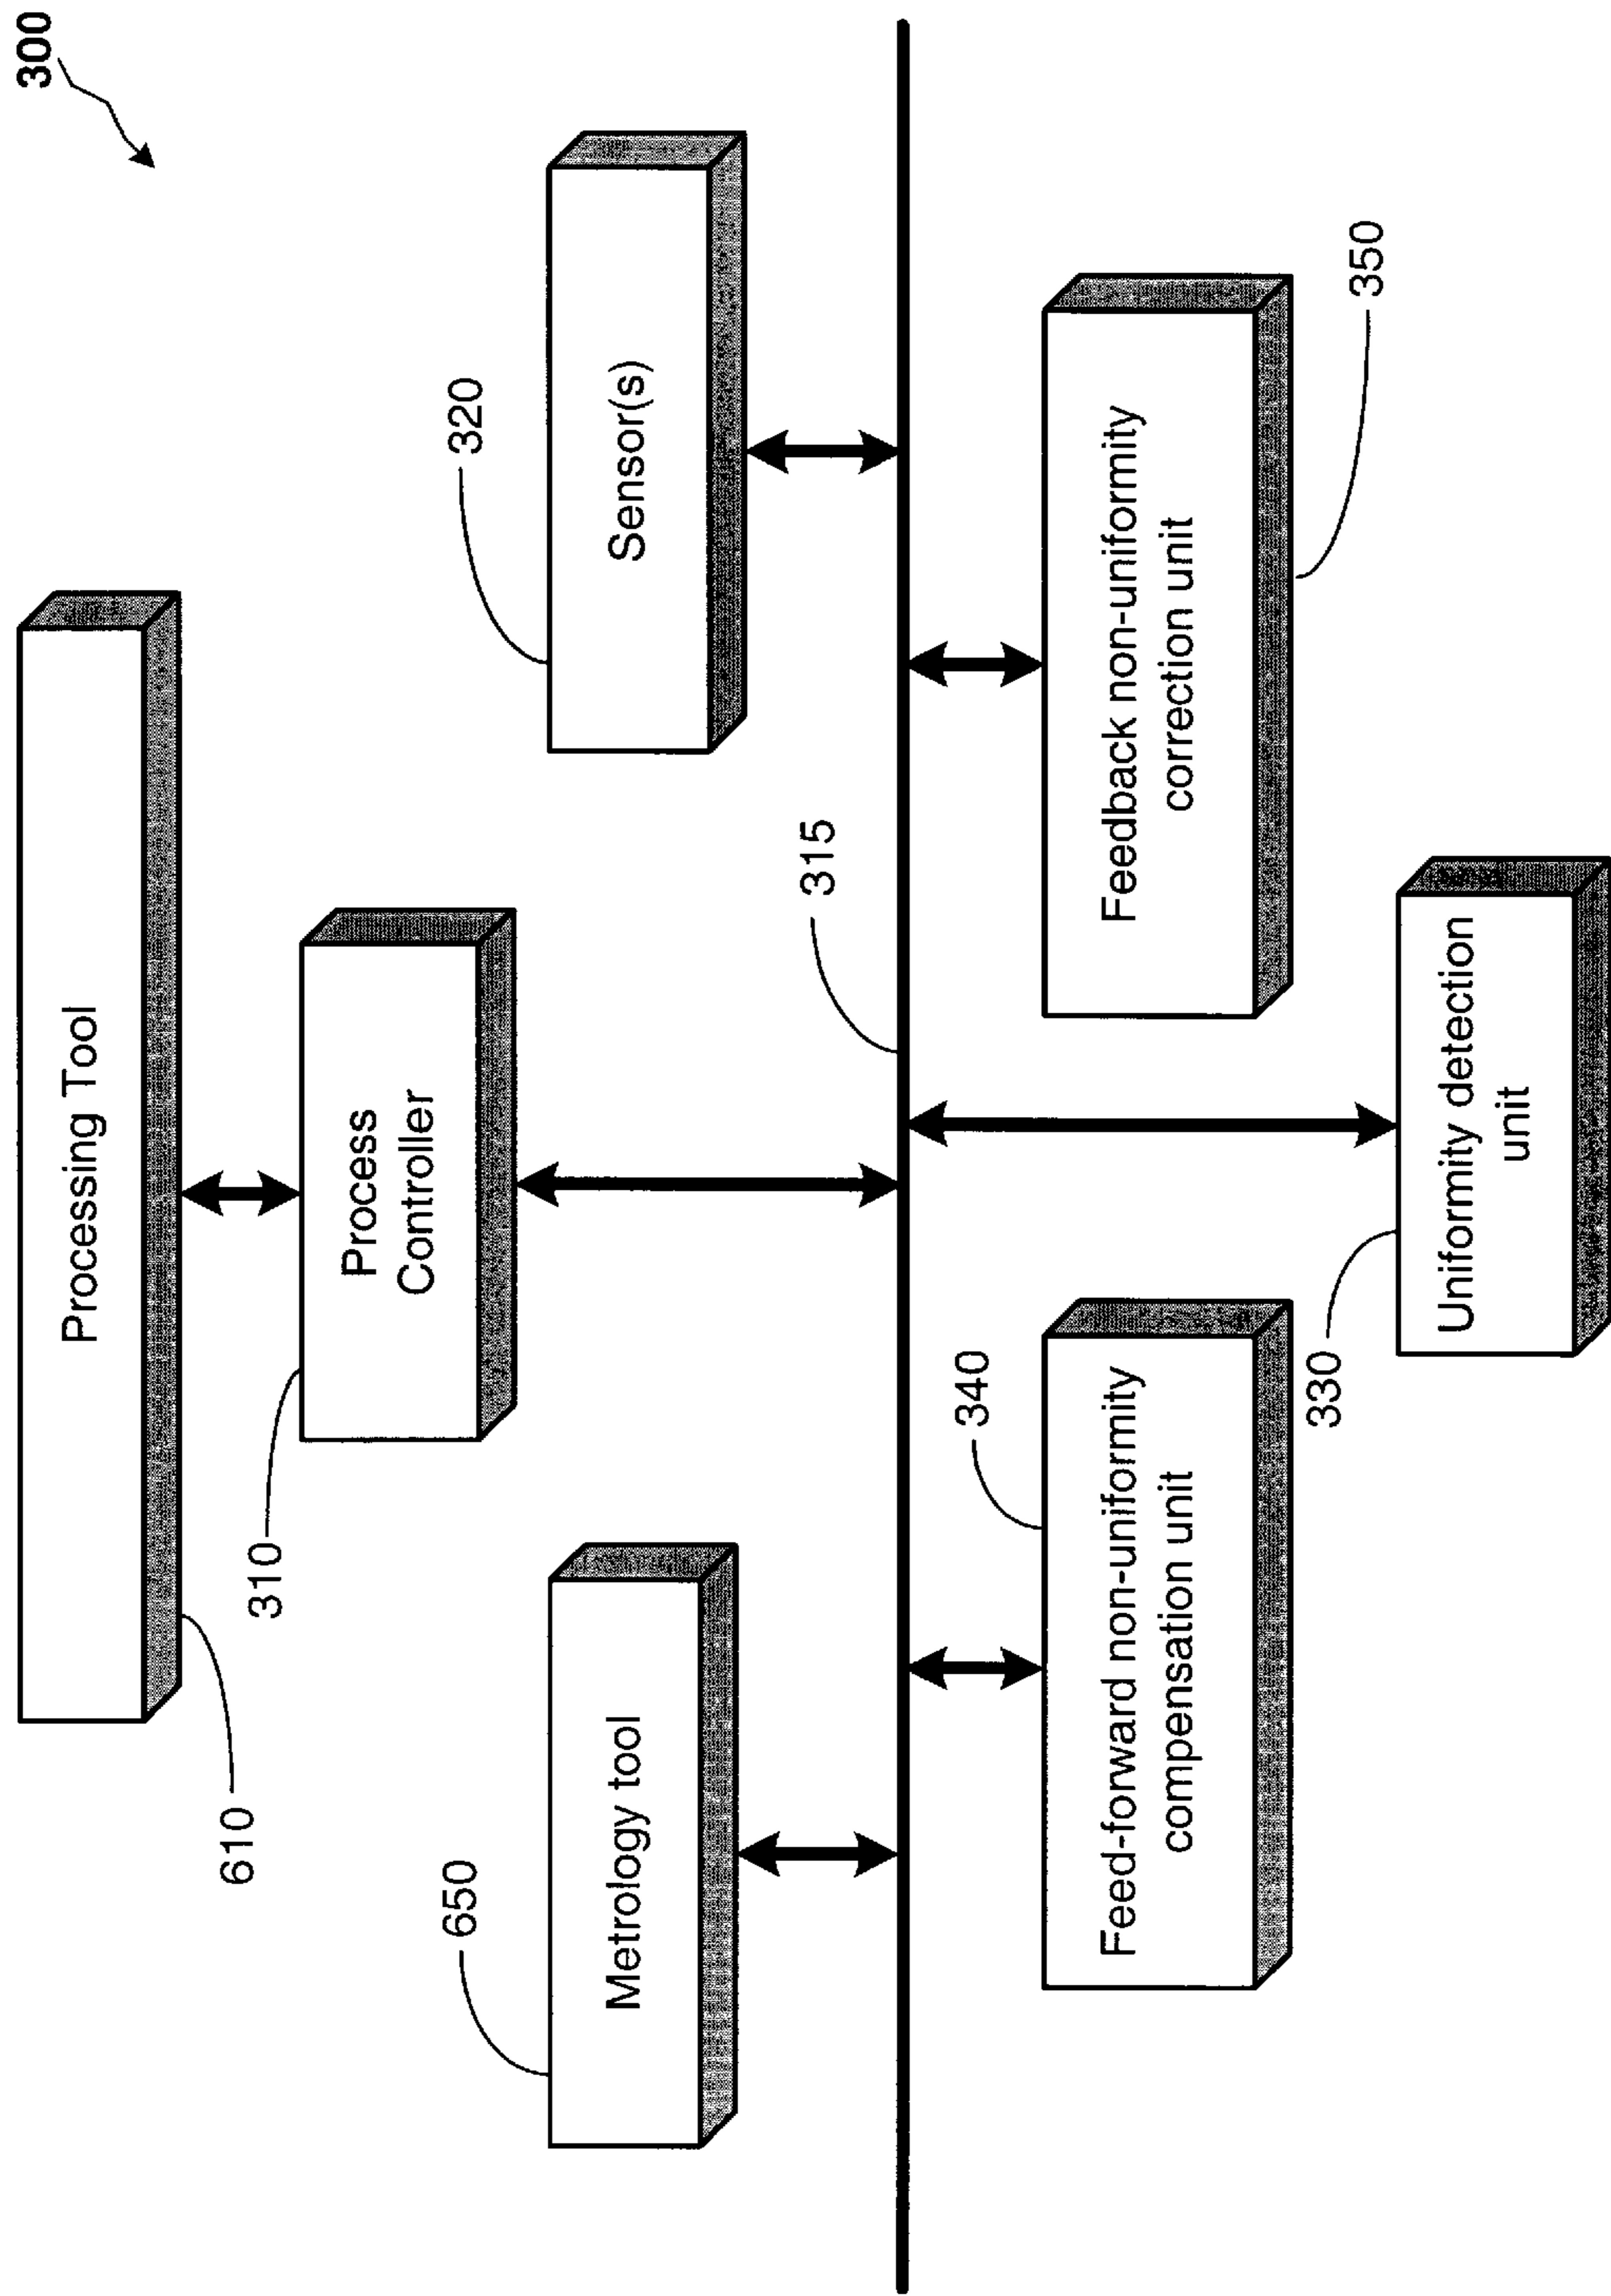 300
Processing Tool
610
310
Process
Controller
650
Metrology tool
320
Sensor(s)
315
340
Feed-forward non-uniformity
compensation unit
Feedback non-uniformity
correction unit
350
330
Uniformity detection
unit